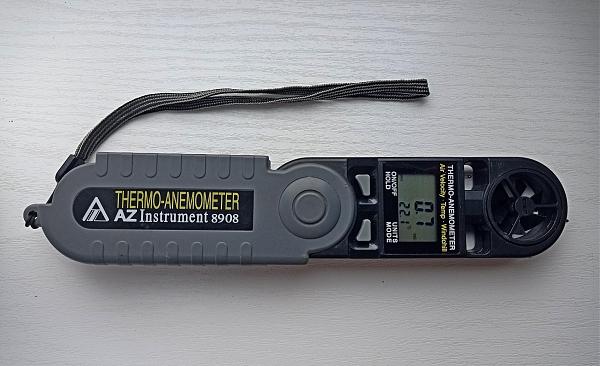 THERMO-ANEMOMETER
AZ Instrument 8908
ON/OFF
HOLD
UNITS
MODE
THERMO-ANEMOMETER
Air Velocity · Temp · Windchill